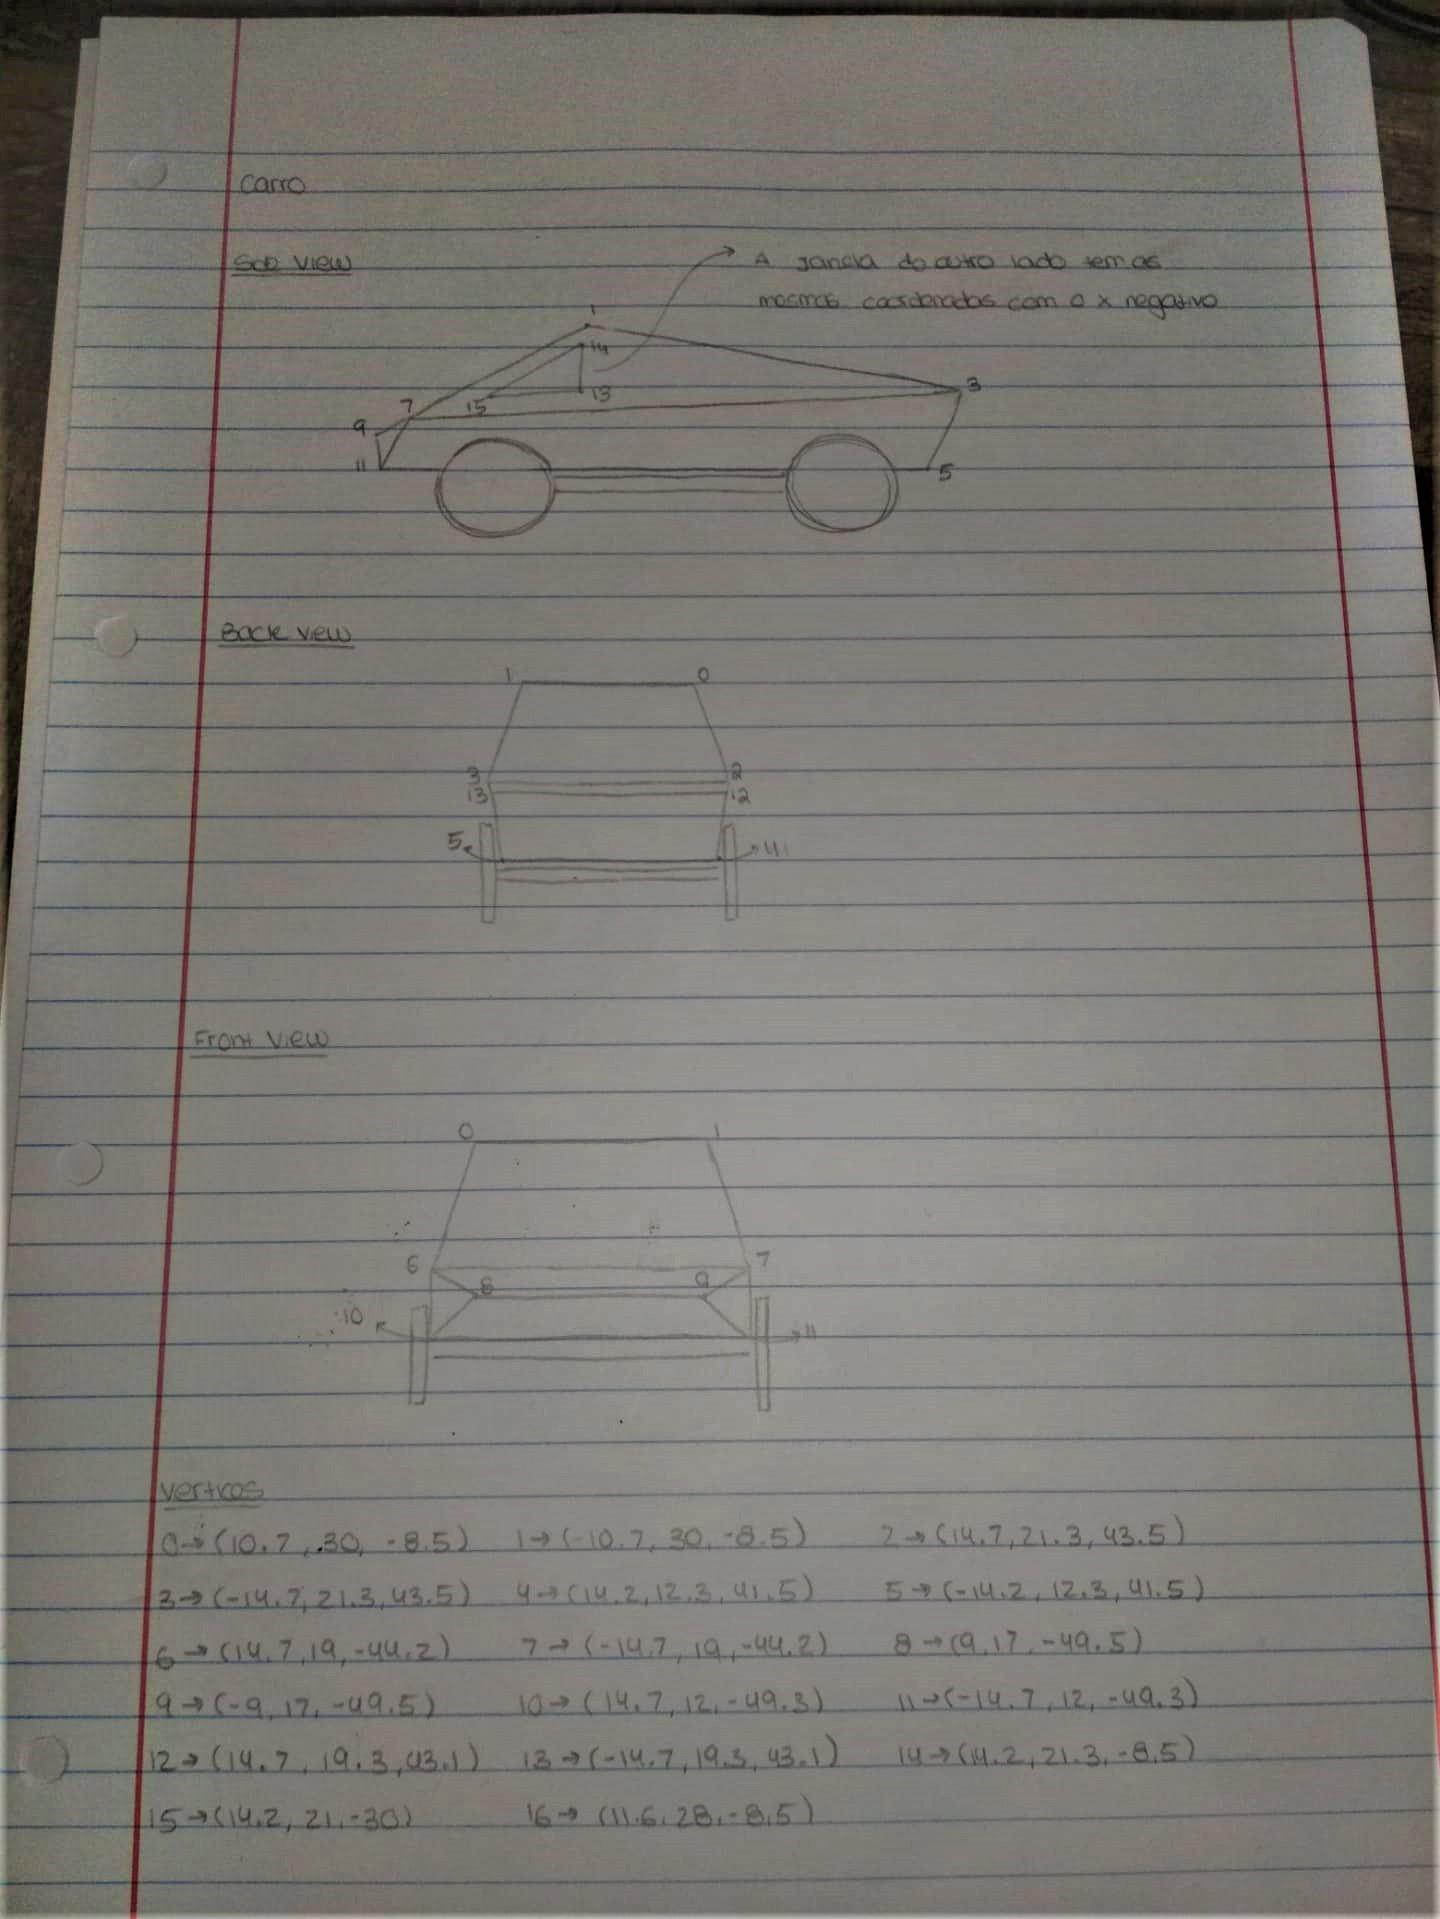 Carro
Side View
A janela do outro lado tem as
mesmas coordenadas com o x negativo
1
14
13
15
3
7
9
11
5
Back view
1 0
3 2
13 12
5 4
Front View
0 1
6 7
8 9
10 11
Vertices
0→(10.7, 30, -8.5) 1→(-10.7, 30, -8.5) 2→(14.7, 21.3, 43.5)
3→(-14.7, 21.3, 43.5) 4→(14.2, 12.3, 41.5) 5→(-14.2, 12.3, 41.5)
6→(14.7, 19, -44.2) 7→(-14.7, 19, -44.2) 8→(9, 17, -49.5)
9→(-9, 17, -49.5) 10→(14.7, 12, -49.3) 11→(-14.7, 12, -49.3)
12→(14.7, 19.3, 43.1) 13→(-14.7, 19.3, 43.1) 14→(14.2, 21.3, -8.5)
15→(14.2, 21, -30) 16→(11.6, 28, -8.5)